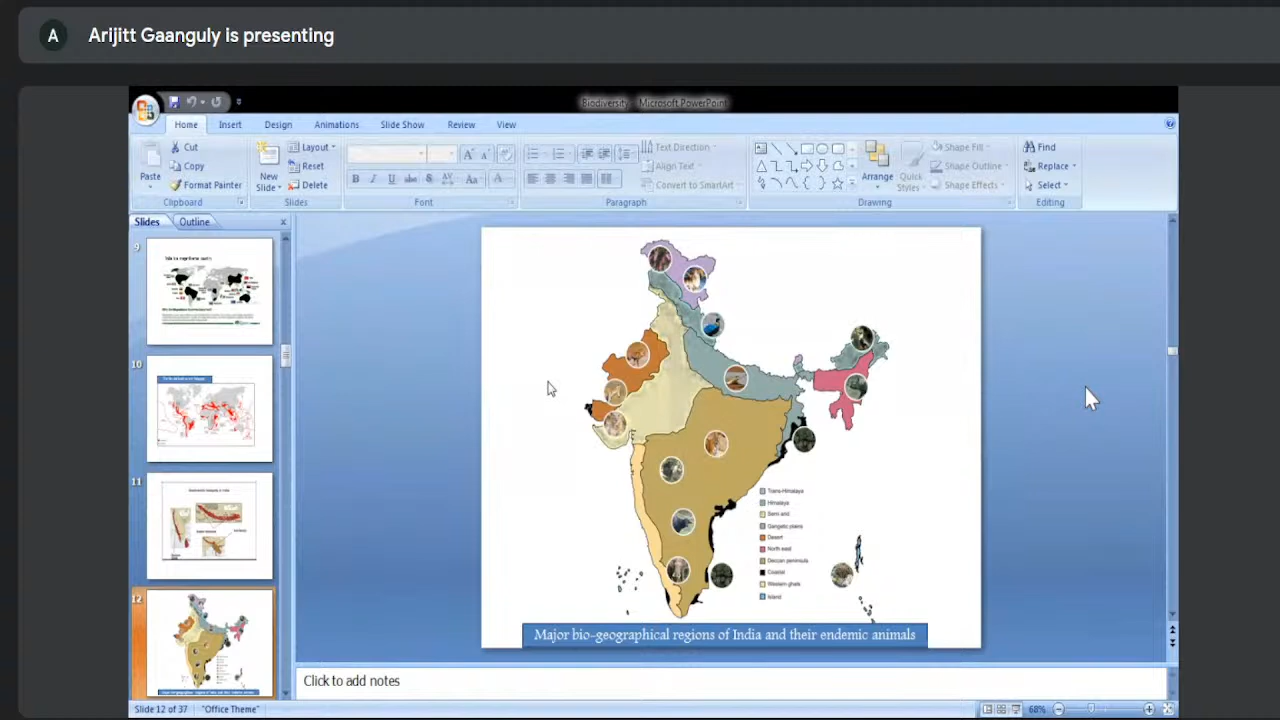 A
Arijitt Gaanguly is presenting
Biodiversity - Microsoft PowerPoint
Home Insert Design Animations Slide Show Review View
Paste
Cut
Copy
Format Painter
Clipboard
New Slide
Layout
Reset
Delete
Slides
B I U abe S AV Aa A
Font
Text Direction
Align Text
Convert to SmartArt
Paragraph
Arrange
Quick Styles
Shape Fill
Shape Outline
Shape Effects
Drawing
Find
Replace
Select
Editing
Slides Outline
9
10
11
12
Trans-Himalaya
Himalaya
Semi arid
Gangetic plains
Desert
North east
Deccan peninsula
Coastal
Western ghats
Island
Major bio-geographical regions of India and their endemic animals
Click to add notes
Slide 12 of 37
"Office Theme"
68%